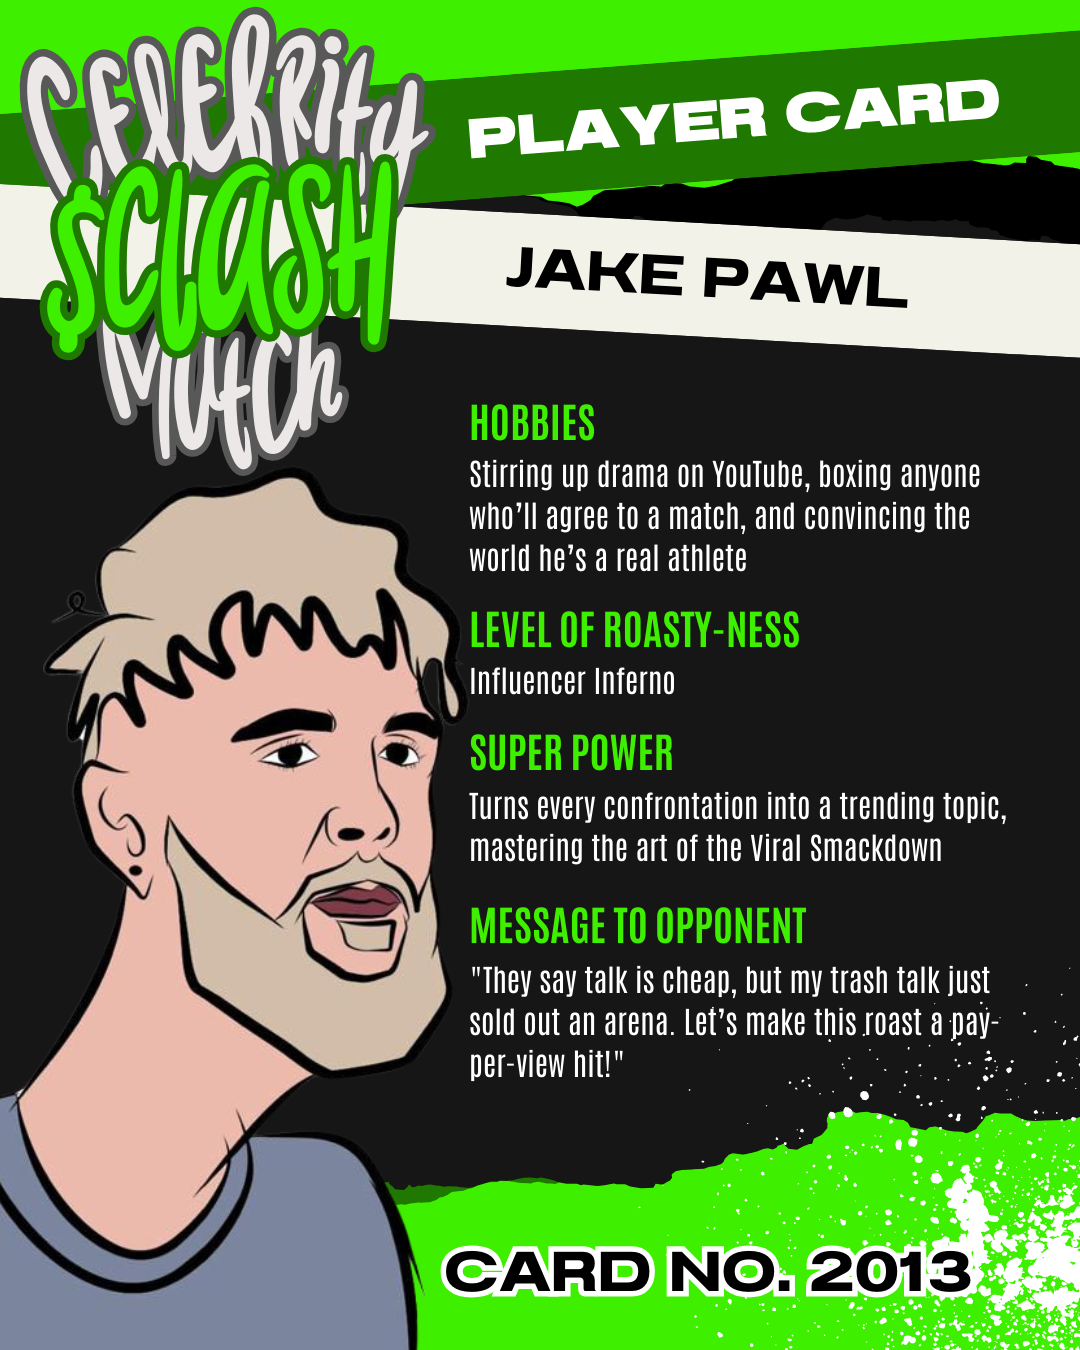 Celebrity
$CLASH
Match
PLAYER CARD
JAKE PAWL
HOBBIES
Stirring up drama on YouTube, boxing anyone
who’ll agree to a match, and convincing the
world he’s a real athlete
LEVEL OF ROASTY-NESS
Influencer Inferno
SUPER POWER
Turns every confrontation into a trending topic,
mastering the art of the Viral Smackdown
MESSAGE TO OPPONENT
"They say talk is cheap, but my trash talk just
sold out an arena. Let’s make this roast a pay-
per-view hit!"
CARD NO. 2013